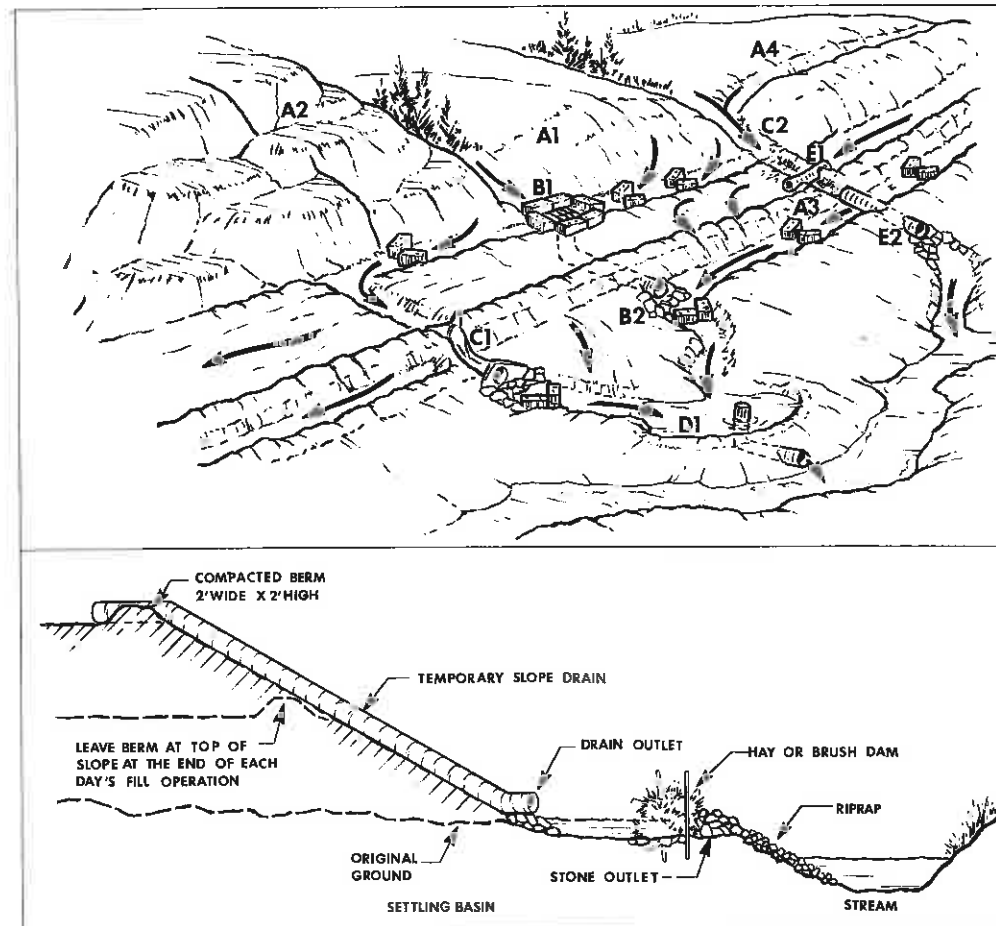 A4
A2
A1
C2
E1
B1
A3
E2
B2
C1
D1
COMPACTED BERM
2'WIDE X 2'HIGH
TEMPORARY SLOPE DRAIN
LEAVE BERM AT TOP OF
SLOPE AT THE END OF EACH
DAY'S FILL OPERATION
DRAIN OUTLET
HAY OR BRUSH DAM
RIPRAP
ORIGINAL
GROUND
STONE OUTLET
SETTLING BASIN
STREAM